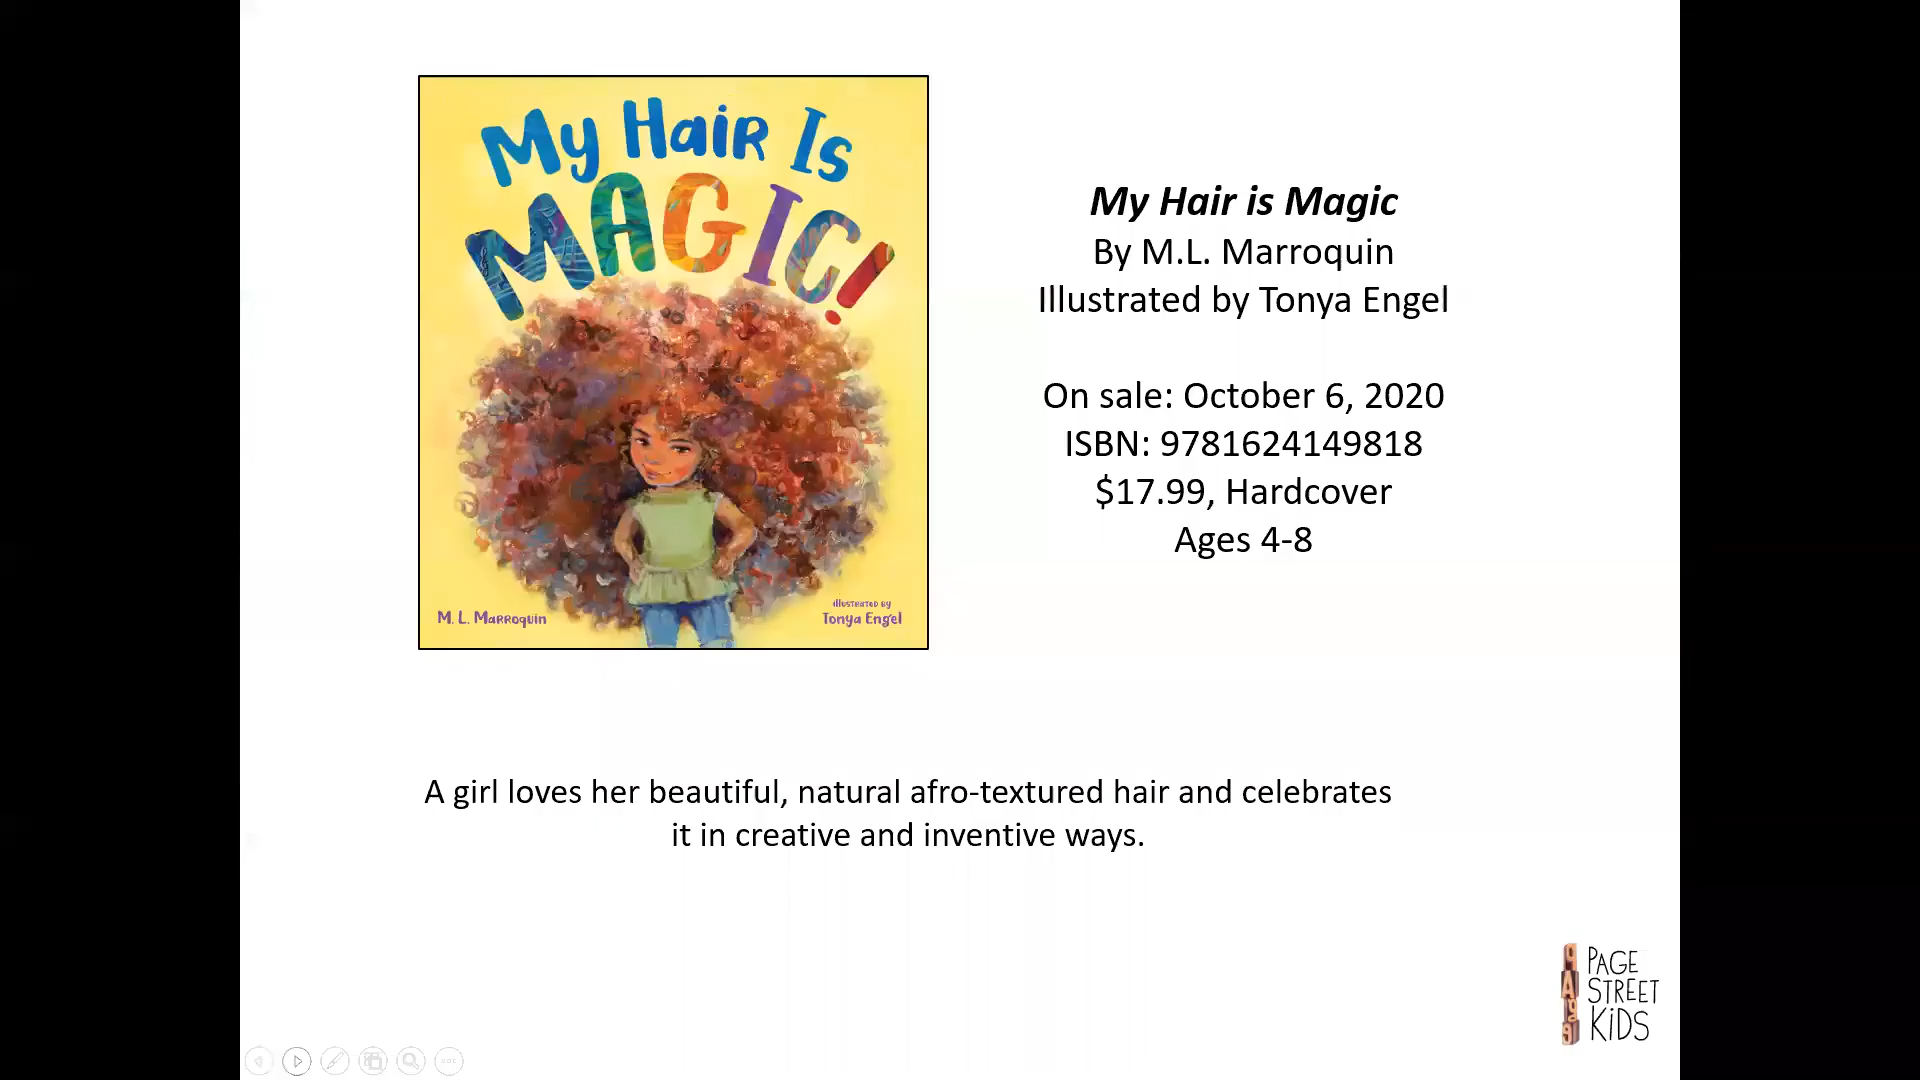 My Hair Is
MAGIC!
M. L. Marroquin
illustrated by
Tonya Engel
My Hair is Magic
By M.L. Marroquin
Illustrated by Tonya Engel
On sale: October 6, 2020
ISBN: 9781624149818
$17.99, Hardcover
Ages 4-8
A girl loves her beautiful, natural afro-textured hair and celebrates
it in creative and inventive ways.
PAGE
STREET
KiDS